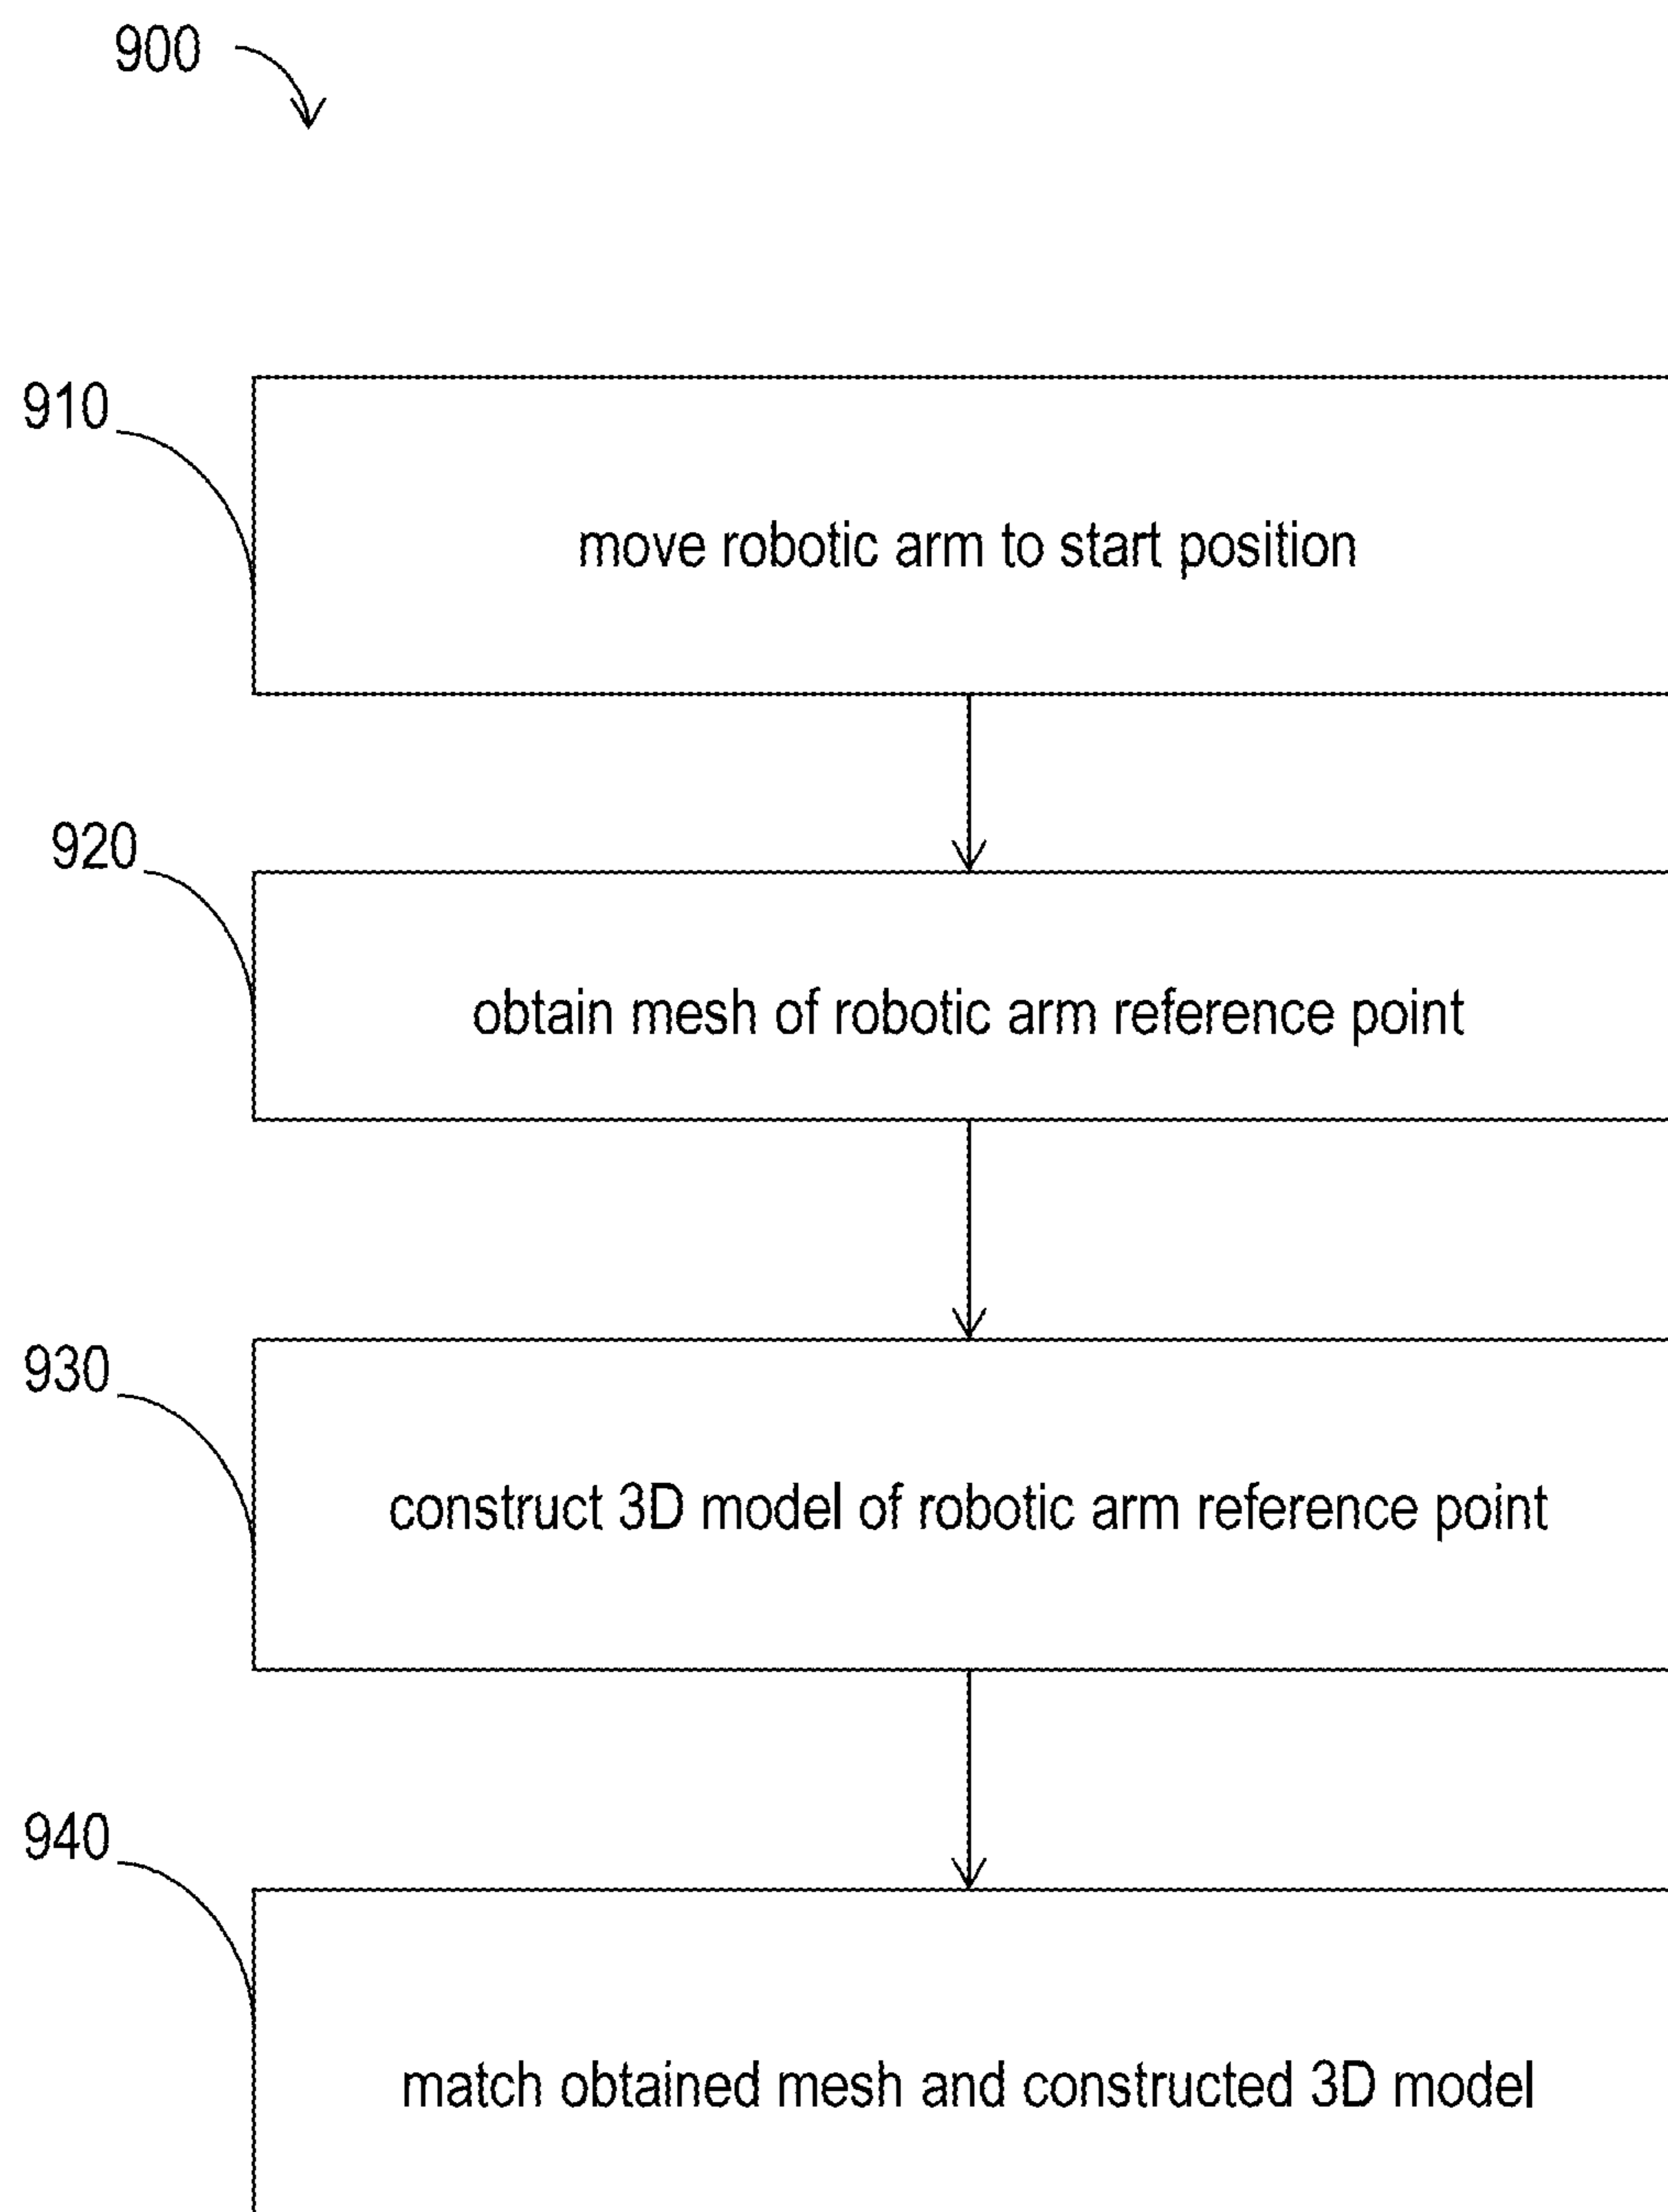 900
910
move robotic arm to start position
920
obtain mesh of robotic arm reference point
930
construct 3D model of robotic arm reference point
940
match obtained mesh and constructed 3D model